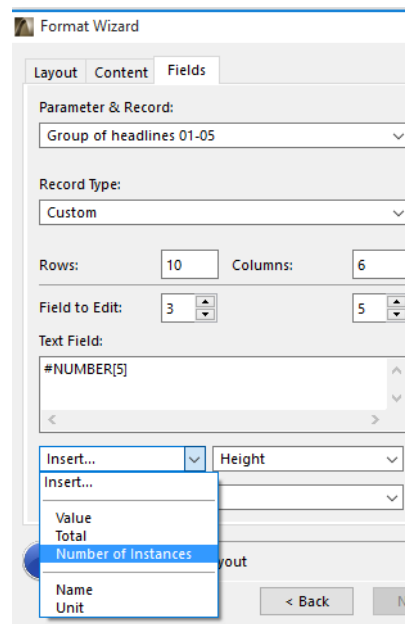 Format Wizard
Layout Content Fields
Parameter & Record:
Group of headlines 01-05
Record Type:
Custom
Rows: 10 Columns: 6
Field to Edit: 3 5
Text Field:
#NUMBER[5]
Insert... Height
Insert...
Value
Total
Number of Instances
Name
Unit
< Back